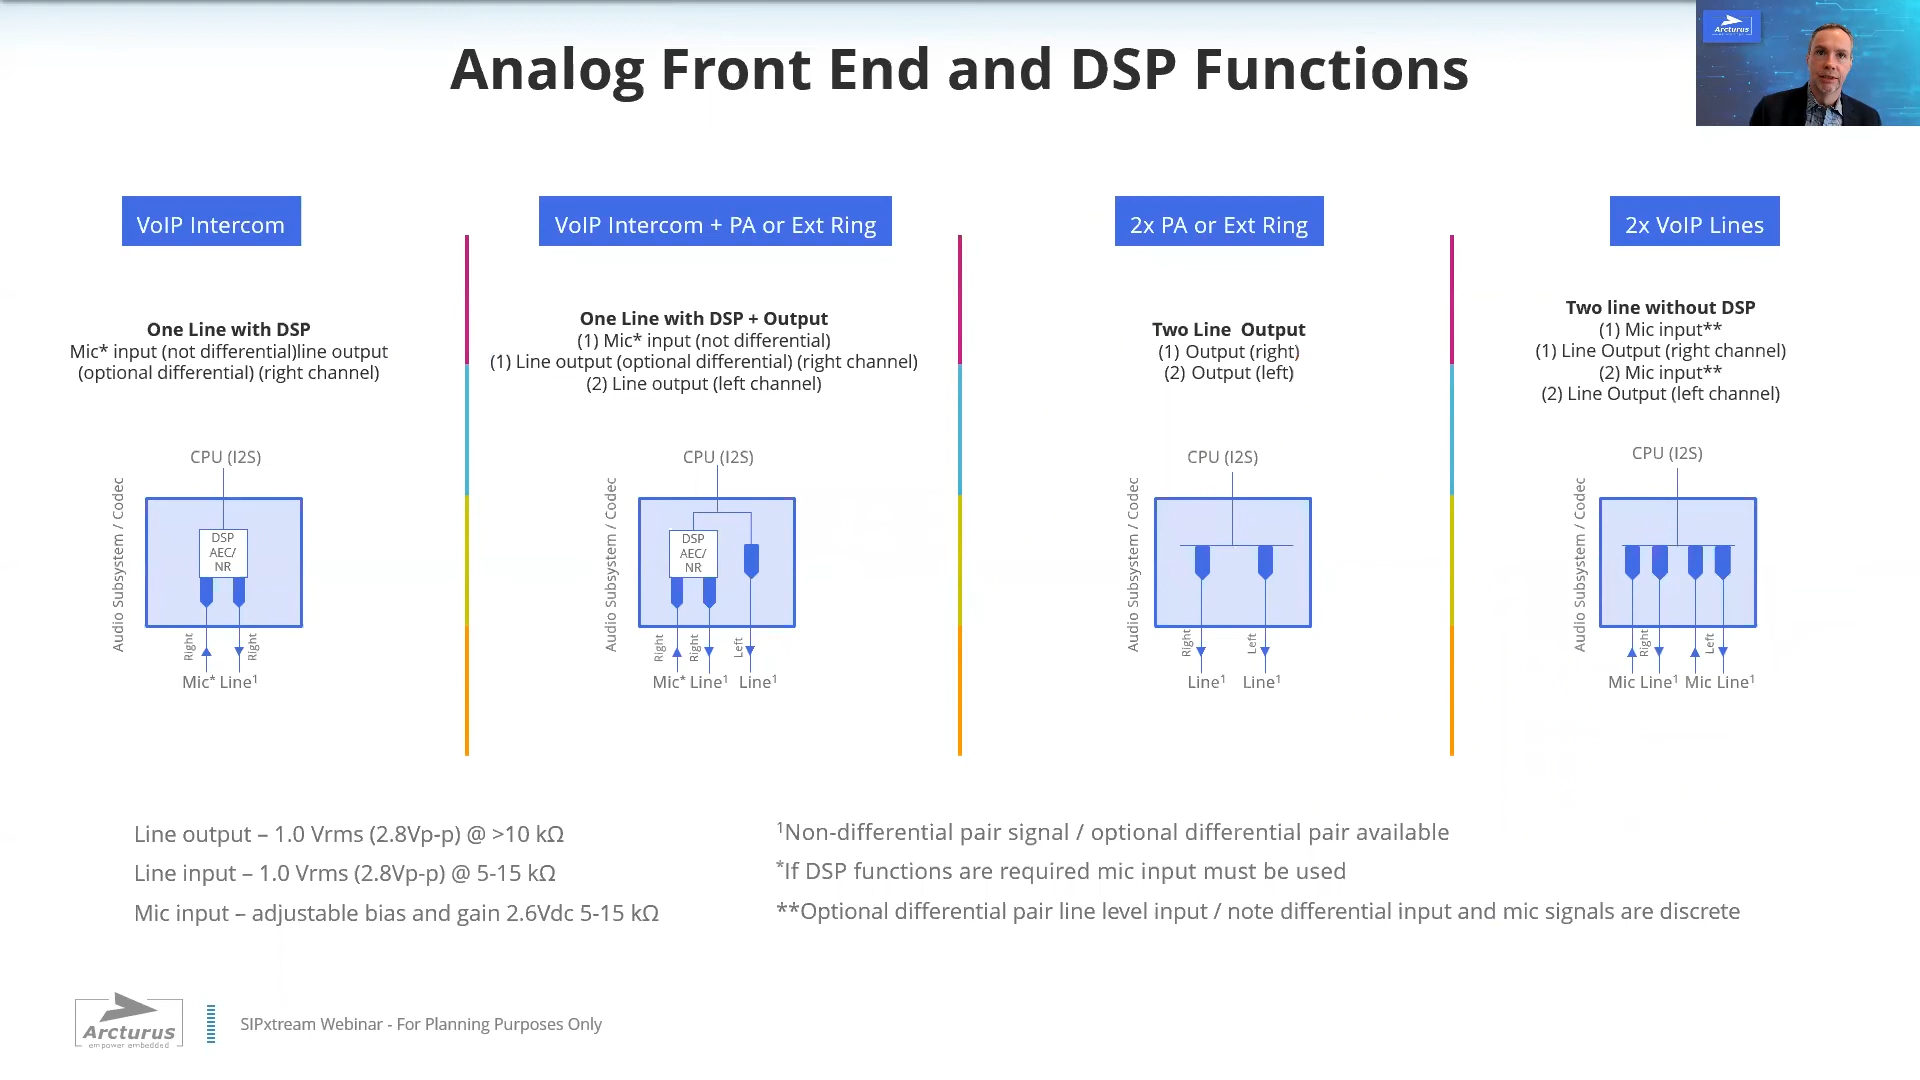 Analog Front End and DSP Functions
Arcturus
VoIP Intercom
One Line with DSP
Mic* input (not differential)line output
(optional differential) (right channel)
CPU (I2S)
Audio Subsystem / Codec
DSP
AEC/
NR
Right
Right
Mic* Line¹
VoIP Intercom + PA or Ext Ring
One Line with DSP + Output
(1) Mic* input (not differential)
(1) Line output (optional differential) (right channel)
(2) Line output (left channel)
CPU (I2S)
Audio Subsystem / Codec
DSP
AEC/
NR
Right
Right
Left
Mic* Line¹ Line¹
2x PA or Ext Ring
Two Line Output
(1) Output (right)
(2) Output (left)
CPU (I2S)
Audio Subsystem / Codec
Right
Left
Line¹ Line¹
2x VoIP Lines
Two line without DSP
(1) Mic input**
(1) Line Output (right channel)
(2) Mic input**
(2) Line Output (left channel)
CPU (I2S)
Audio Subsystem / Codec
Right
Left
Mic Line¹ Mic Line¹
Line output – 1.0 Vrms (2.8Vp-p) @ >10 kΩ
Line input – 1.0 Vrms (2.8Vp-p) @ 5-15 kΩ
Mic input – adjustable bias and gain 2.6Vdc 5-15 kΩ
¹Non-differential pair signal / optional differential pair available
*If DSP functions are required mic input must be used
**Optional differential pair line level input / note differential input and mic signals are discrete
Arcturus
empower embedded
SIPxtream Webinar - For Planning Purposes Only